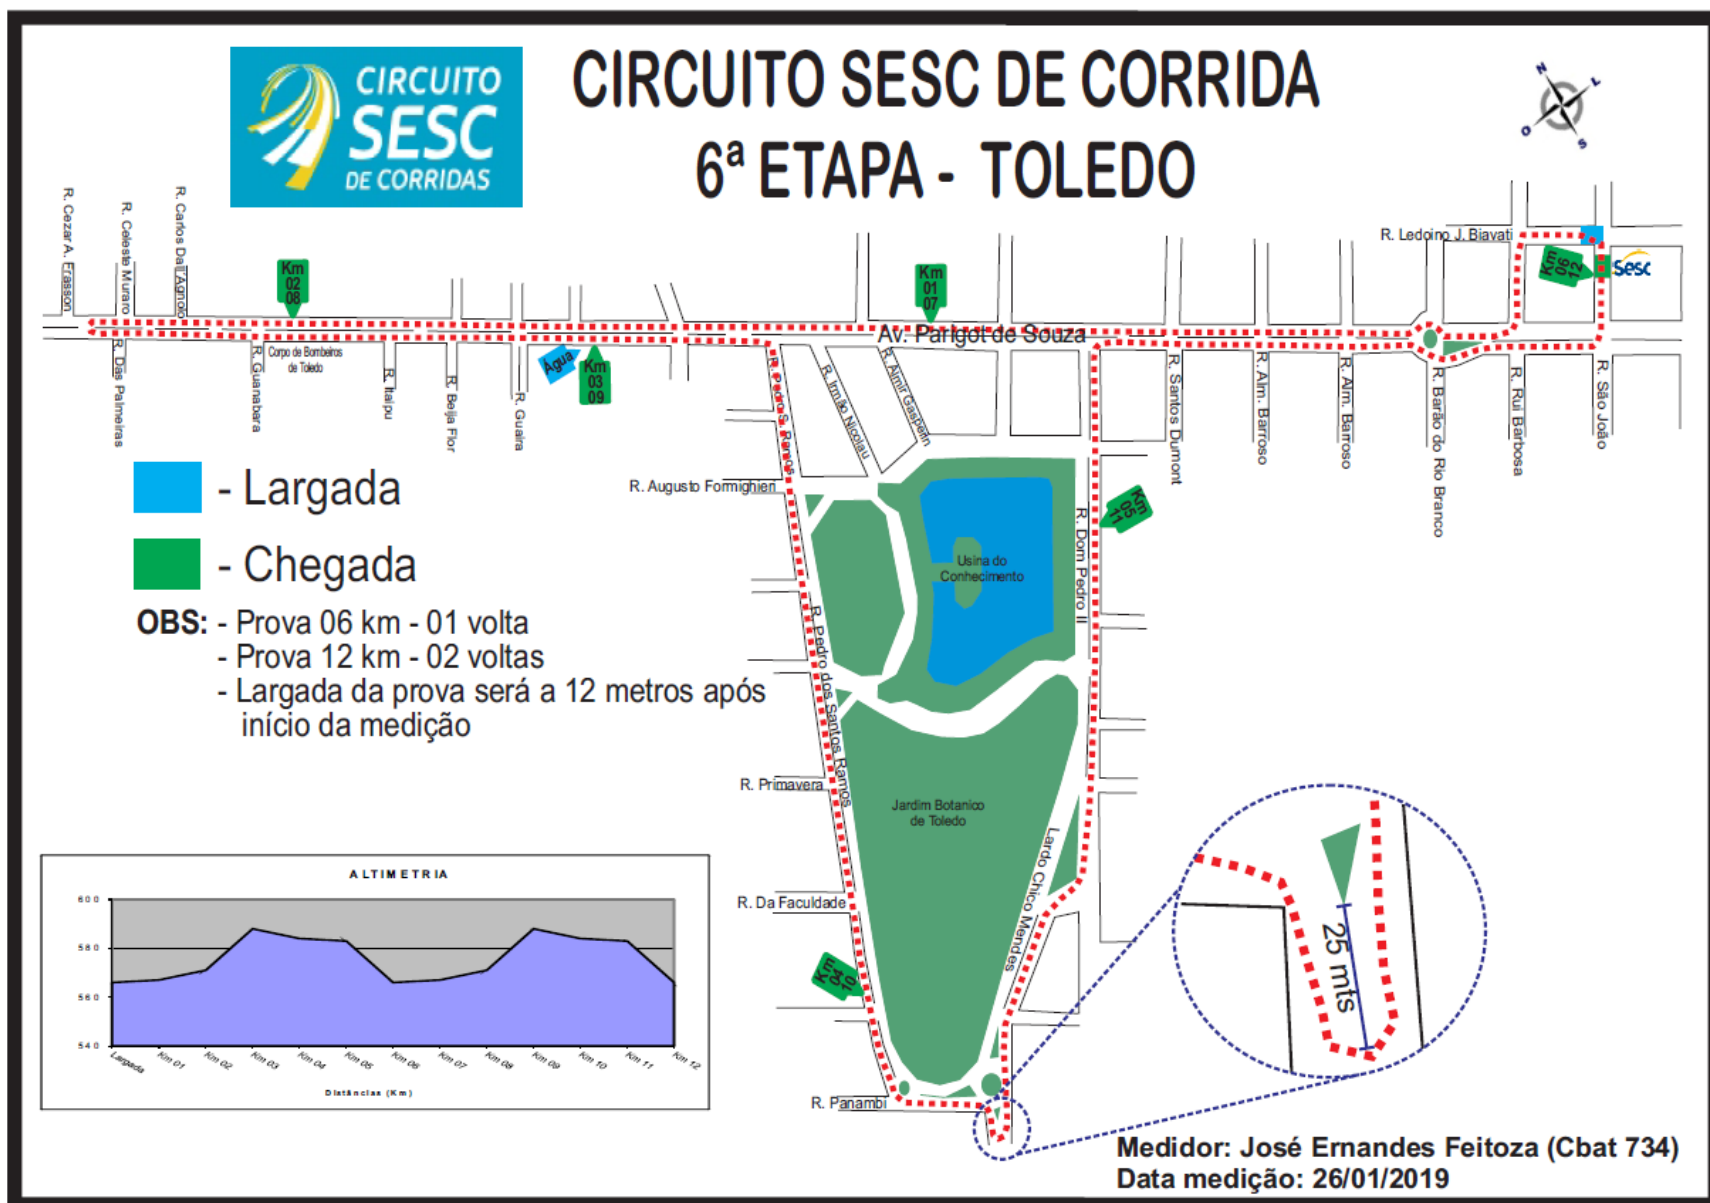 CIRCUITO
SESC
DE CORRIDAS
CIRCUITO SESC DE CORRIDA
6ª ETAPA - TOLEDO
N
L
O
S
R. Cezar A. Frasson
R. Celeste Muraro
R. Carlos Dall'Agnolo
Km
02
08
Km
01
07
R. Ledoino J. Biavati
Km
06
12
Sesc
Av. Parigot de Souza
R. Das Palmeiras
R. Guanabara
Corpo de Bombeiros
de Toledo
R. Itaipu
R. Beija Flor
R. Guaira
Agua
Km
03
09
R. Pedro S. Ramos
R. Irmão Nicolau
R. Almir Gasperin
R. Santos Dumont
R. Alm. Barroso
R. Alm. Barroso
R. Barão do Rio Branco
R. Rui Barbosa
R. São João
- Largada
- Chegada
OBS: - Prova 06 km - 01 volta
- Prova 12 km - 02 voltas
- Largada da prova será a 12 metros após
início da medição
R. Augusto Formighieri
Km
05
11
R. Dom Pedro II
Usina do
Conhecimento
R. Pedro dos Santos Ramos
R. Primavera
Jardim Botanico
de Toledo
Lardo Chico Mendes
R. Da Faculdade
Km
04
10
R. Panambi
25 mts
ALTIMETRIA
600
580
560
540
Largada
Km 01
Km 02
Km 03
Km 04
Km 05
Km 06
Km 07
Km 08
Km 09
Km 10
Km 11
Km 12
Distâncias (Km)
Medidor: José Ernandes Feitoza (Cbat 734)
Data medição: 26/01/2019